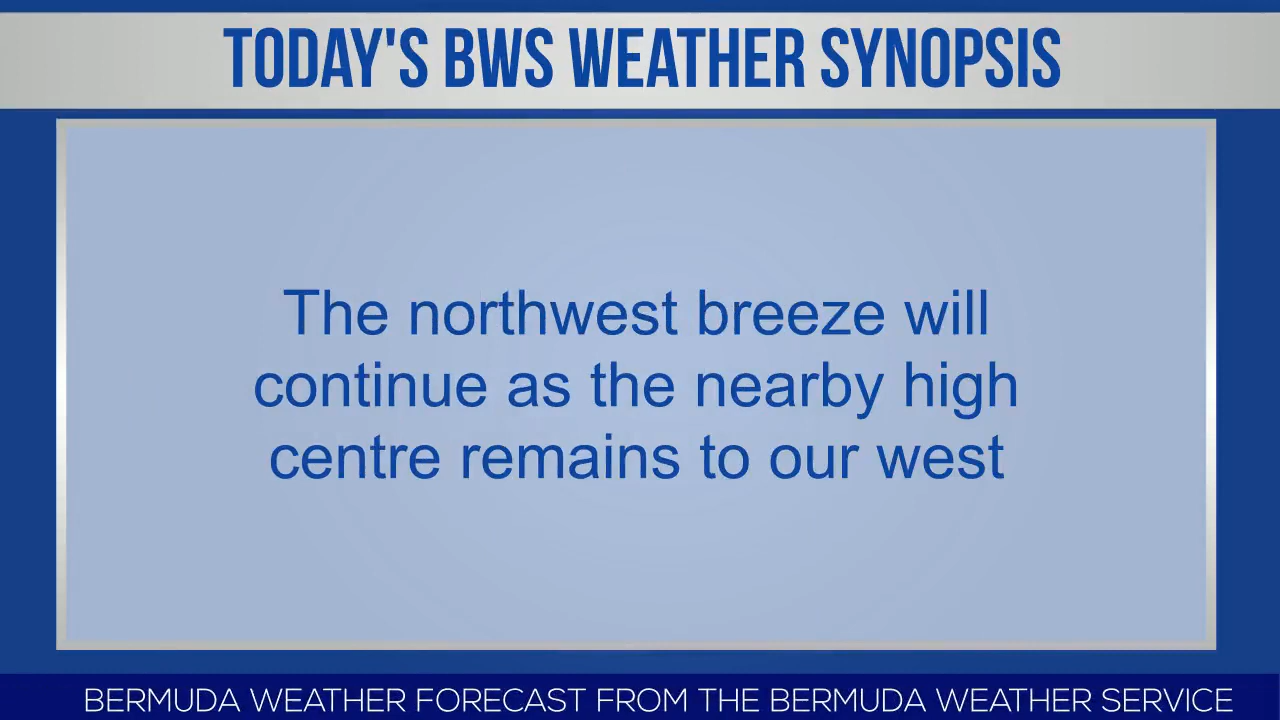 TODAY'S BWS WEATHER SYNOPSIS
The northwest breeze will
continue as the nearby high
centre remains to our west
BERMUDA WEATHER FORECAST FROM THE BERMUDA WEATHER SERVICE